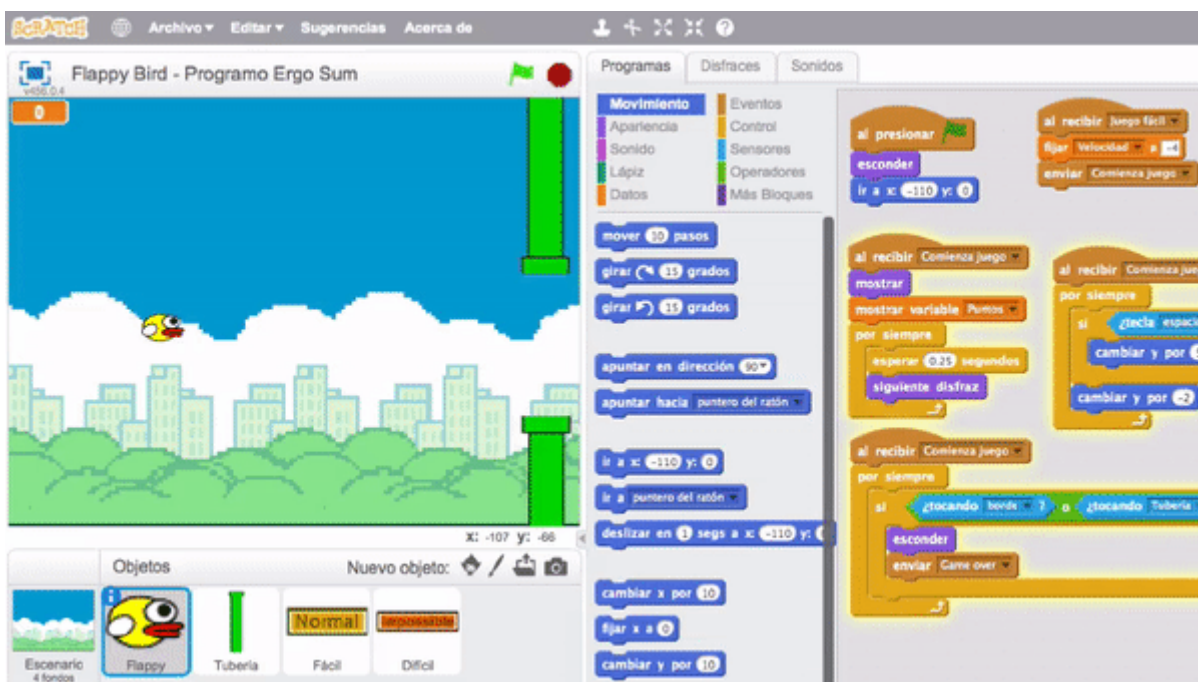 SCRATCH Archivo Editar Sugerencias Acerca de
Flappy Bird - Programo Ergo Sum
v456.0.4
0
X: -107 y: -66
Objetos Nuevo objeto:
Escenario
4 fondos
Flappy
Tubería
Normal
Fácil
Impossible
Difícil
Programas Disfraces Sonidos
Movimiento Eventos
Apariencia Control
Sonido Sensores
Lápiz Operadores
Datos Más Bloques
mover 10 pasos
girar 15 grados
girar 15 grados
apuntar en dirección 90
apuntar hacia puntero del ratón
ir a x: -110 y: 0
ir a puntero del ratón
deslizar en 1 segs a x: -110 y:
cambiar x por 10
fijar x a 0
cambiar y por 10
al presionar
esconder
ir a x: -110 y: 0
al recibir Juego fácil
fijar Velocidad a -4
enviar Comienza juego
al recibir Comienza juego
mostrar
mostrar variable Puntos
por siempre
esperar 0.25 segundos
siguiente disfraz
al recibir Comienza
por siempre
si ¿tecla
cambiar y por
cambiar y por -2
al recibir Comienza juego
por siempre
si ¿tocando borde ? o ¿tocando Tubería
esconder
enviar Game over